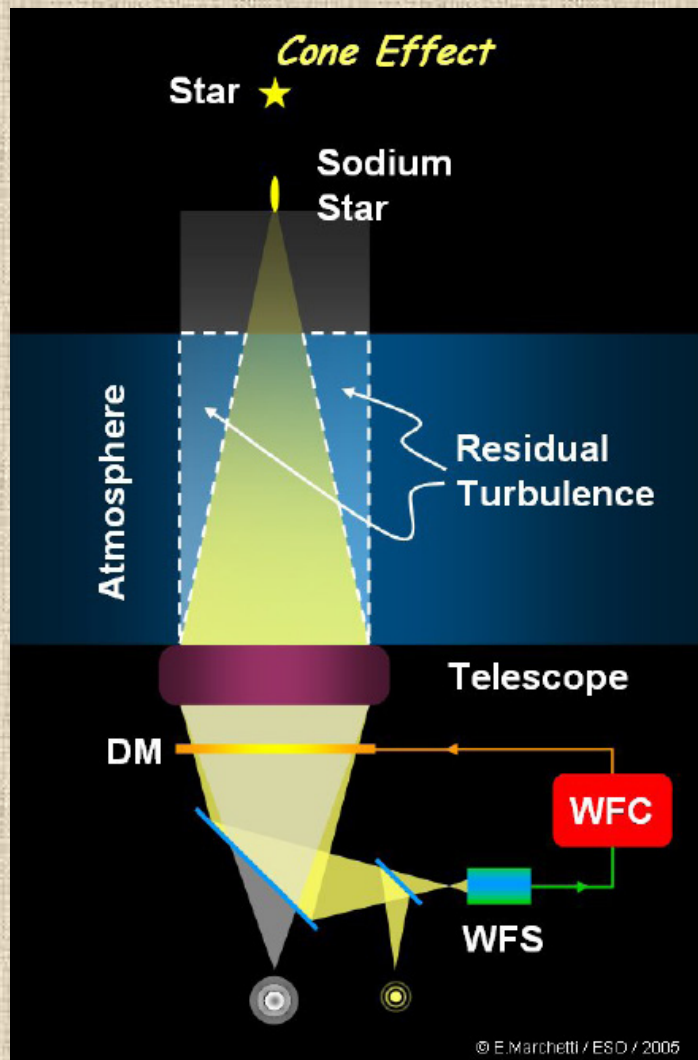 Cone Effect
Star
Sodium
Star
Atmosphere
Residual
Turbulence
Telescope
DM
WFC
WFS
© E.Marchetti / ESO / 2005